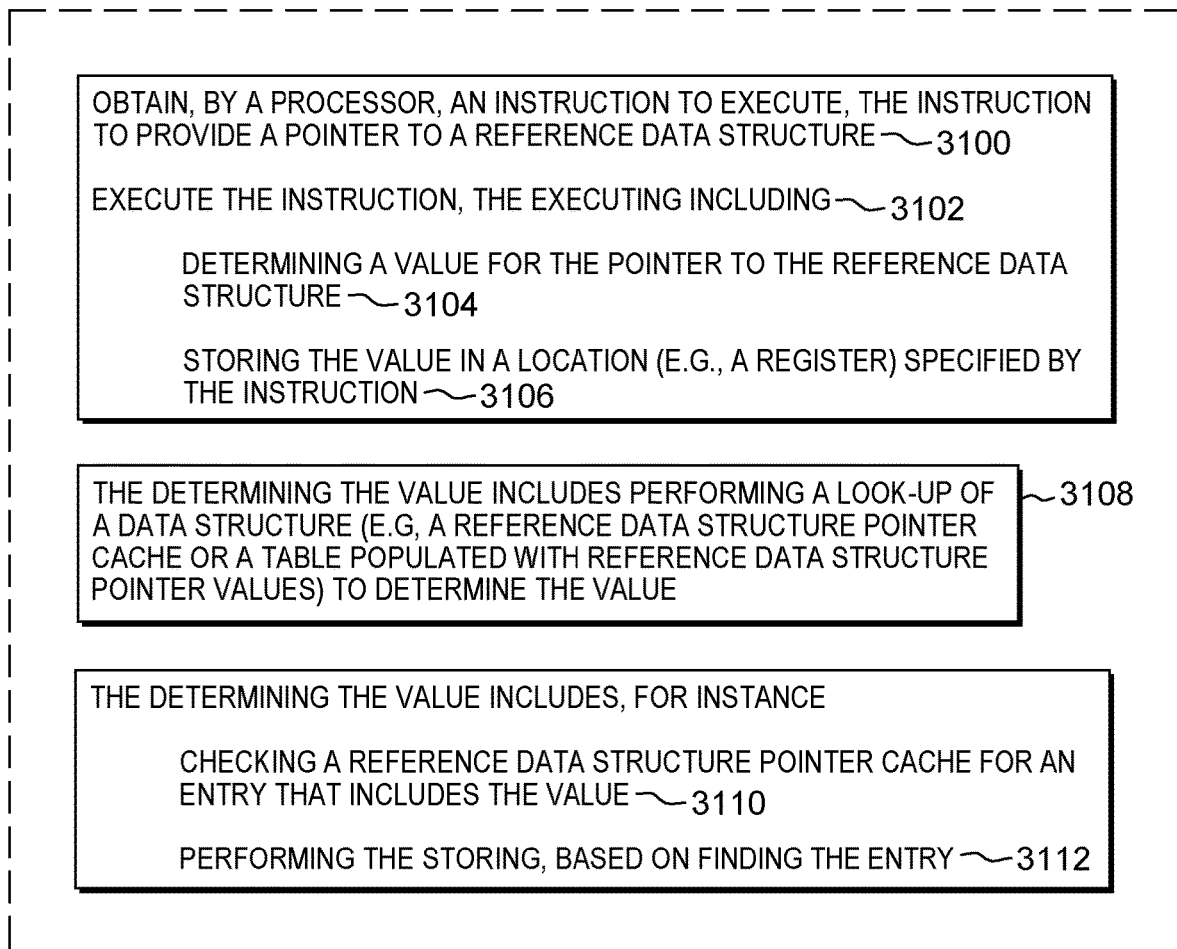 OBTAIN, BY A PROCESSOR, AN INSTRUCTION TO EXECUTE, THE INSTRUCTION
TO PROVIDE A POINTER TO A REFERENCE DATA STRUCTURE 3100
EXECUTE THE INSTRUCTION, THE EXECUTING INCLUDING 3102
DETERMINING A VALUE FOR THE POINTER TO THE REFERENCE DATA
STRUCTURE 3104
STORING THE VALUE IN A LOCATION (E.G., A REGISTER) SPECIFIED BY
THE INSTRUCTION 3106
THE DETERMINING THE VALUE INCLUDES PERFORMING A LOOK-UP OF 3108
A DATA STRUCTURE (E.G, A REFERENCE DATA STRUCTURE POINTER
CACHE OR A TABLE POPULATED WITH REFERENCE DATA STRUCTURE
POINTER VALUES) TO DETERMINE THE VALUE
THE DETERMINING THE VALUE INCLUDES, FOR INSTANCE
CHECKING A REFERENCE DATA STRUCTURE POINTER CACHE FOR AN
ENTRY THAT INCLUDES THE VALUE 3110
PERFORMING THE STORING, BASED ON FINDING THE ENTRY 3112